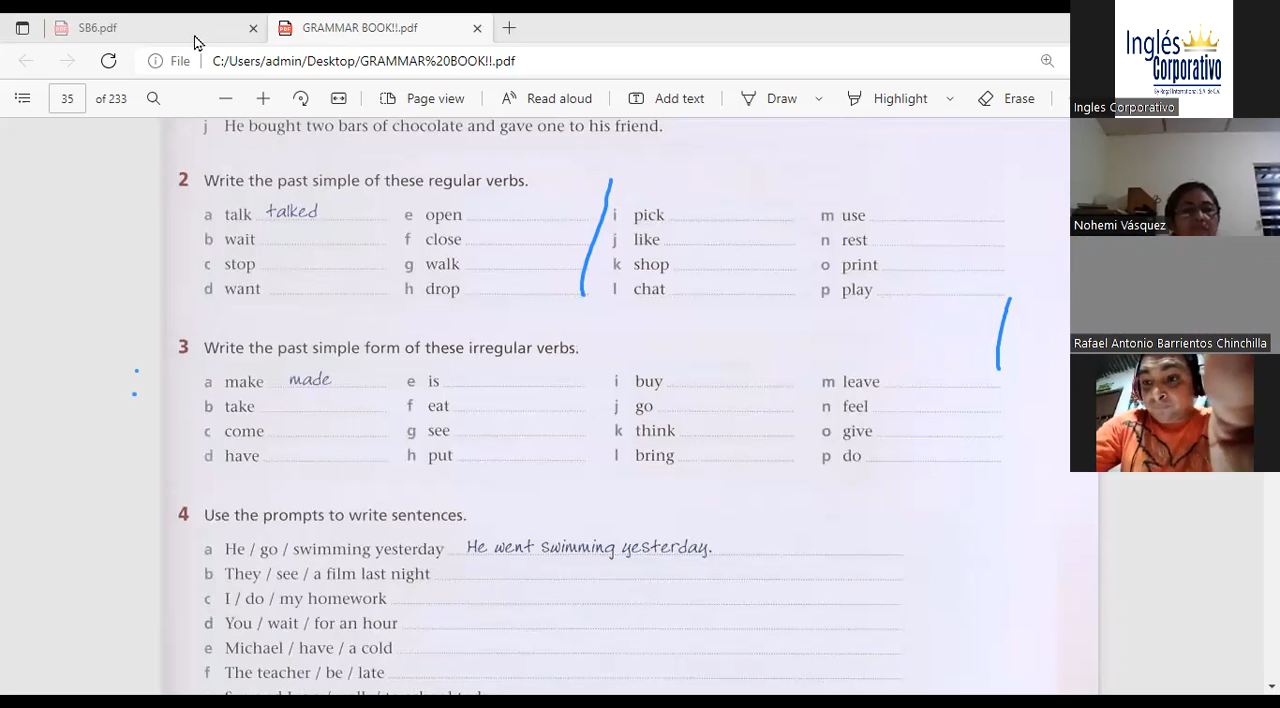 SB6.pdf
GRAMMAR BOOK!!.pdf
File
C:/Users/admin/Desktop/GRAMMAR%20BOOK!!.pdf
35 of 233
Page view
Read aloud
Add text
Draw
Highlight
Erase
Inglés
Corporativo
Ingles Corporativo
Nohemi Vásquez
Rafael Antonio Barrientos Chinchilla
j He bought two bars of chocolate and gave one to his friend.
2 Write the past simple of these regular verbs.
a talk talked e open i pick m use
b wait f close j like n rest
c stop g walk k shop o print
d want h drop l chat p play
3 Write the past simple form of these irregular verbs.
a make made e is i buy m leave
b take f eat j go n feel
c come g see k think o give
d have h put l bring p do
4 Use the prompts to write sentences.
a He / go / swimming yesterday He went swimming yesterday.
b They / see / a film last night
c I / do / my homework
d You / wait / for an hour
e Michael / have / a cold
f The teacher / be / late